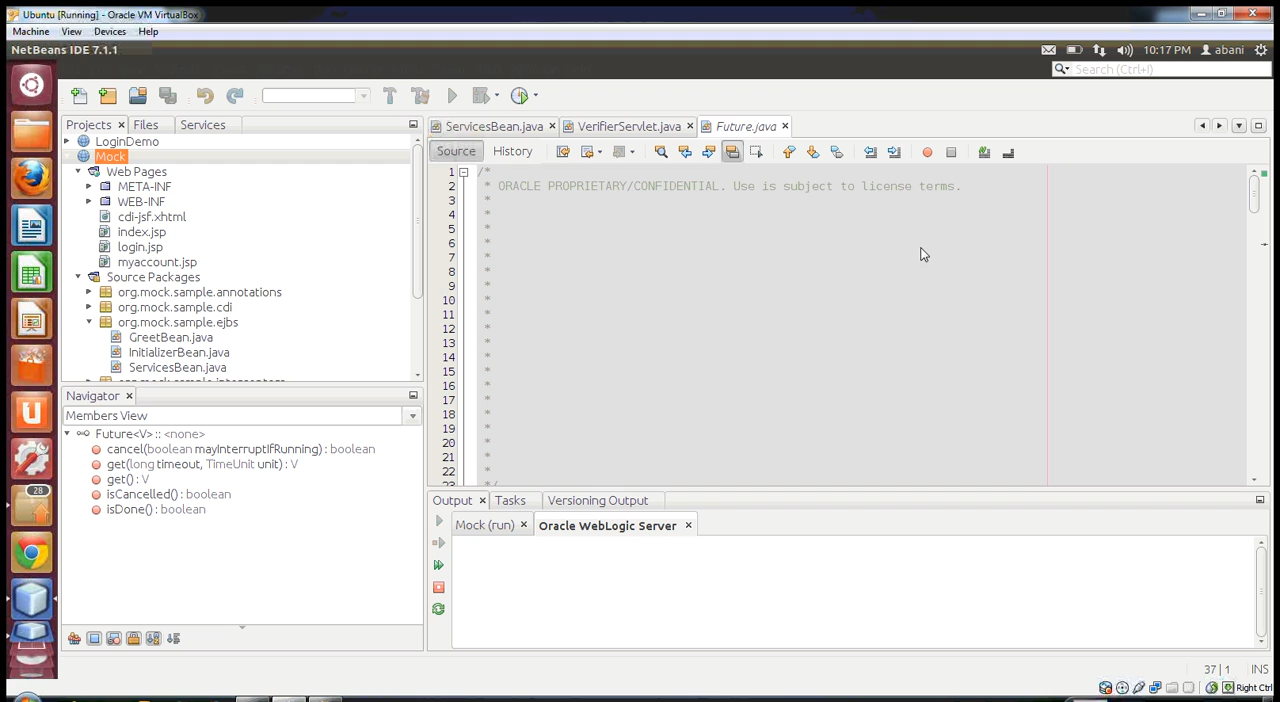 Ubuntu [Running] - Oracle VM VirtualBox
Machine View Devices Help
NetBeans IDE 7.1.1
10:17 PM abani
Search (Ctrl+I)
Projects Files Services
ServicesBean.java VerifierServlet.java Future.java
Source History
LoginDemo
Mock
Web Pages
META-INF
WEB-INF
cdi-jsf.xhtml
index.jsp
login.jsp
myaccount.jsp
Source Packages
org.mock.sample.annotations
org.mock.sample.cdi
org.mock.sample.ejbs
GreetBean.java
InitializerBean.java
ServicesBean.java
1 /*
2 * ORACLE PROPRIETARY/CONFIDENTIAL. Use is subject to license terms.
3 *
4 *
5 *
6 *
7 *
8 *
9 *
10 *
11 *
12 *
13 *
14 *
15 *
16 *
17 *
18 *
19 *
20 *
21 *
22 *
Navigator
Members View
Future<V> :: <none>
cancel(boolean mayInterruptIfRunning) : boolean
get(long timeout, TimeUnit unit) : V
get() : V
isCancelled() : boolean
isDone() : boolean
28
Output Tasks Versioning Output
Mock (run) Oracle WebLogic Server
37 | 1 INS
Right Ctrl